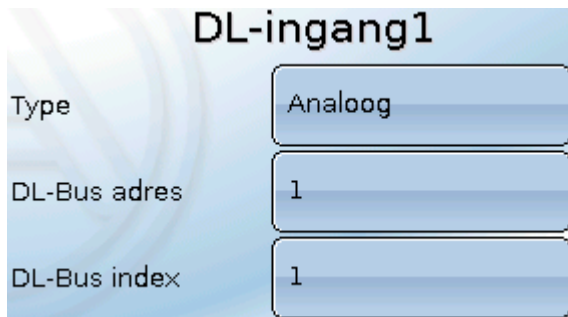 DL-ingang1
Type Analoog
DL-Bus adres 1
DL-Bus index 1